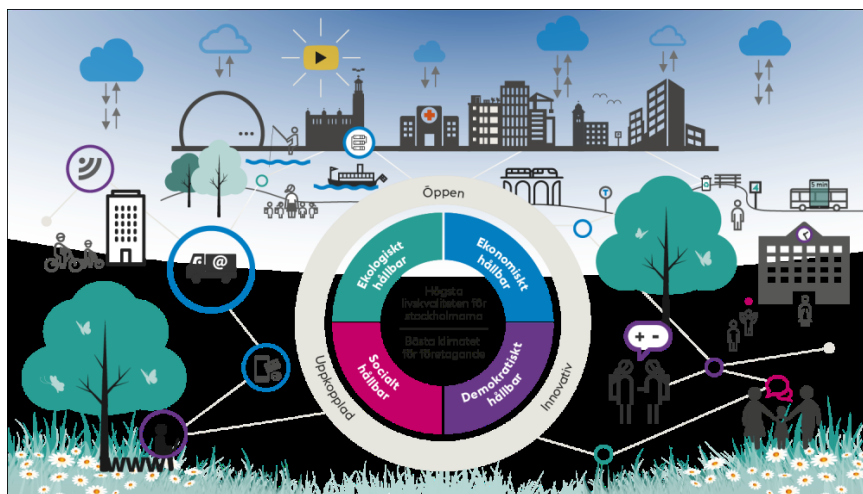 5 min
4
Öppen
T
Ekologiskt
hållbar
Ekonomiskt
hållbar
@
Högsta
livskvaliteten för
stockholmarna
Bästa klimatet
för företagande
+ -
Socialt
hållbar
Demokratiskt
hållbar
Uppkopplad
Innovativ